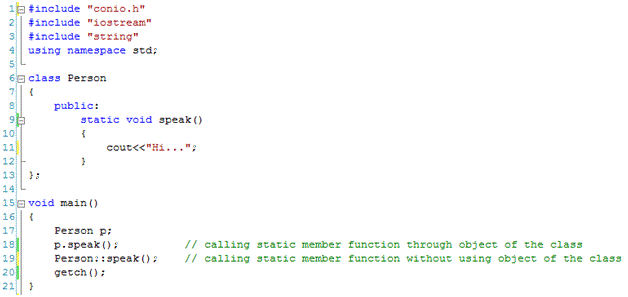 1 #include "conio.h"
2 #include "iostream"
3 #include "string"
4 using namespace std;
5
6 class Person
7 {
8     public:
9         static void speak()
10         {
11             cout<<"Hi...";
12         }
13 };
14
15 void main()
16 {
17     Person p;
18     p.speak();          // calling static member function through object of the class
19     Person::speak();    // calling static member function without using object of the class
20     getch();
21 }